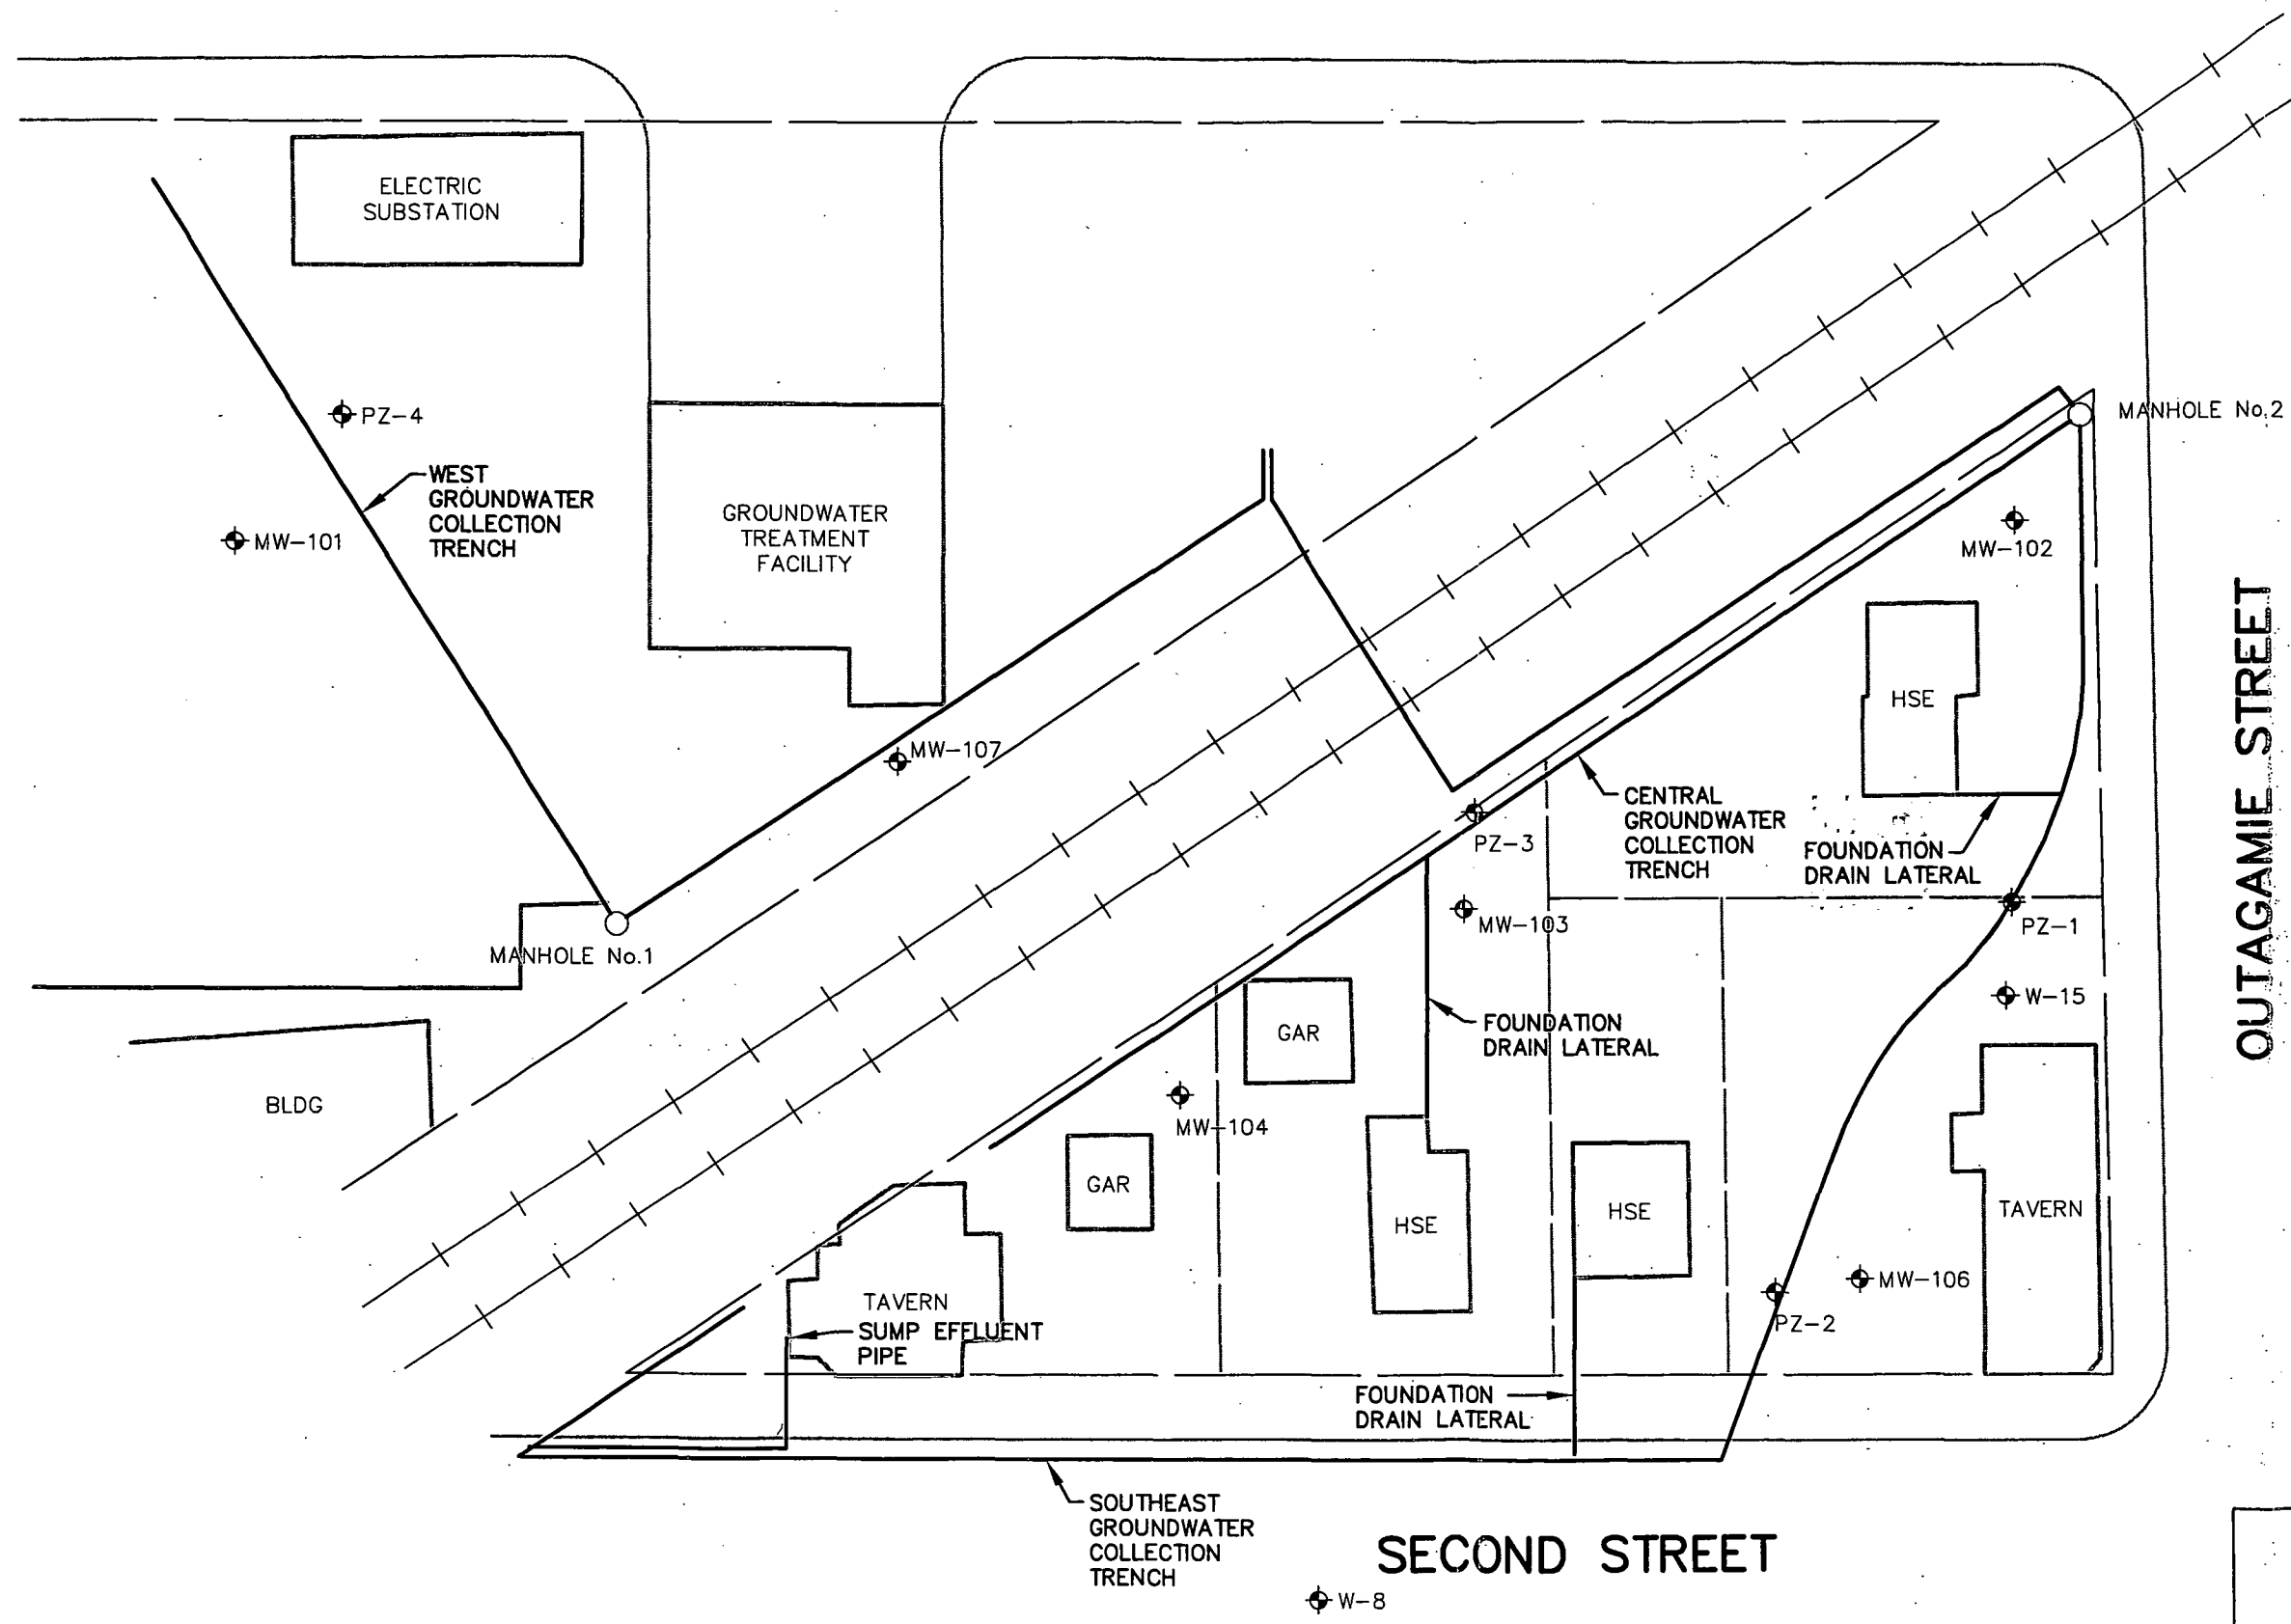 ELECTRIC
SUBSTATION
PZ-4
MANHOLE No.2
WEST
GROUNDWATER
COLLECTION
TRENCH
GROUNDWATER
TREATMENT
FACILITY
MW-101
MW-102
HSE
MW-107
CENTRAL
GROUNDWATER
COLLECTION
TRENCH
PZ-3
FOUNDATION
DRAIN LATERAL
OUTAGAMIE STREET
MW-103
PZ-1
MANHOLE No.1
W-15
GAR
FOUNDATION
DRAIN LATERAL
BLDG
MW-104
GAR
HSE
HSE
TAVERN
MW-106
TAVERN
SUMP EFFLUENT
PIPE
PZ-2
FOUNDATION
DRAIN LATERAL
SOUTHEAST
GROUNDWATER
COLLECTION
TRENCH
SECOND STREET
W-8